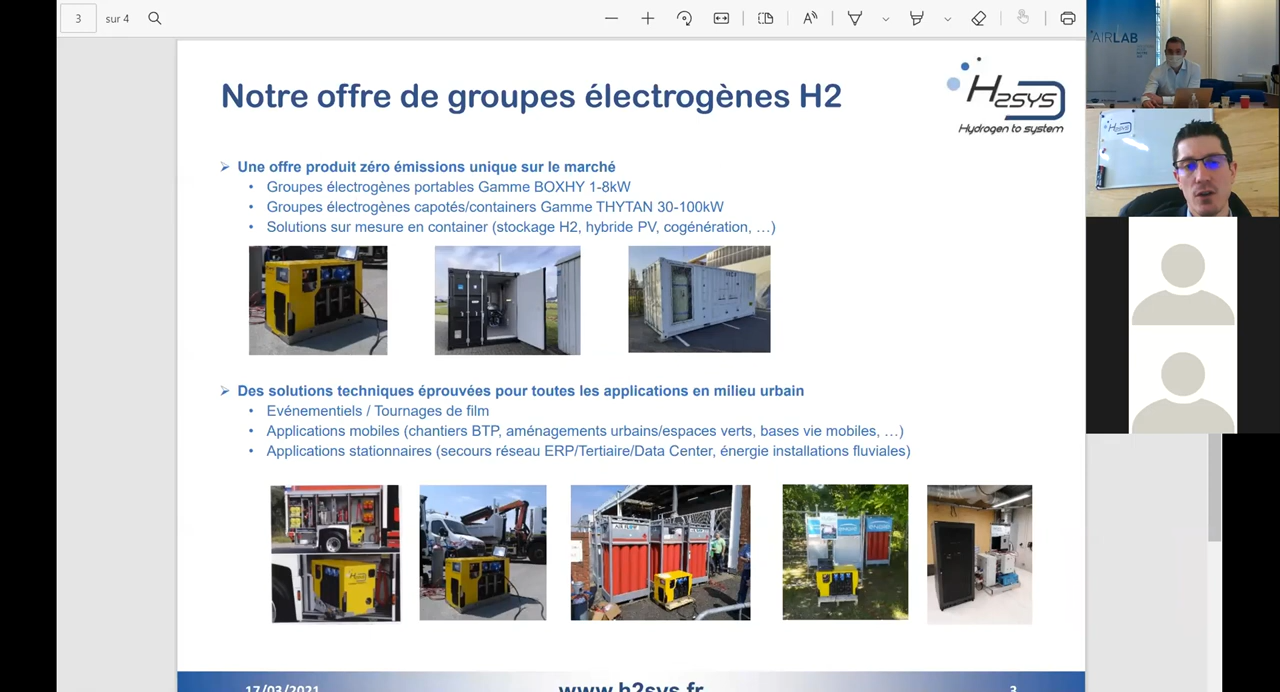 3 sur 4
Notre offre de groupes électrogènes H2
H2SYS
Hydrogen to system
Une offre produit zéro émissions unique sur le marché
Groupes électrogènes portables Gamme BOXHY 1-8kW
Groupes électrogènes capotés/containers Gamme THYTAN 30-100kW
Solutions sur mesure en container (stockage H2, hybride PV, cogénération, …)
Des solutions techniques éprouvées pour toutes les applications en milieu urbain
Evénementiels / Tournages de film
Applications mobiles (chantiers BTP, aménagements urbains/espaces verts, bases vie mobiles, …)
Applications stationnaires (secours réseau ERP/Tertiaire/Data Center, énergie installations fluviales)
17/03/2021
www.h2sys.fr
3
AIRLAB
H2SYS